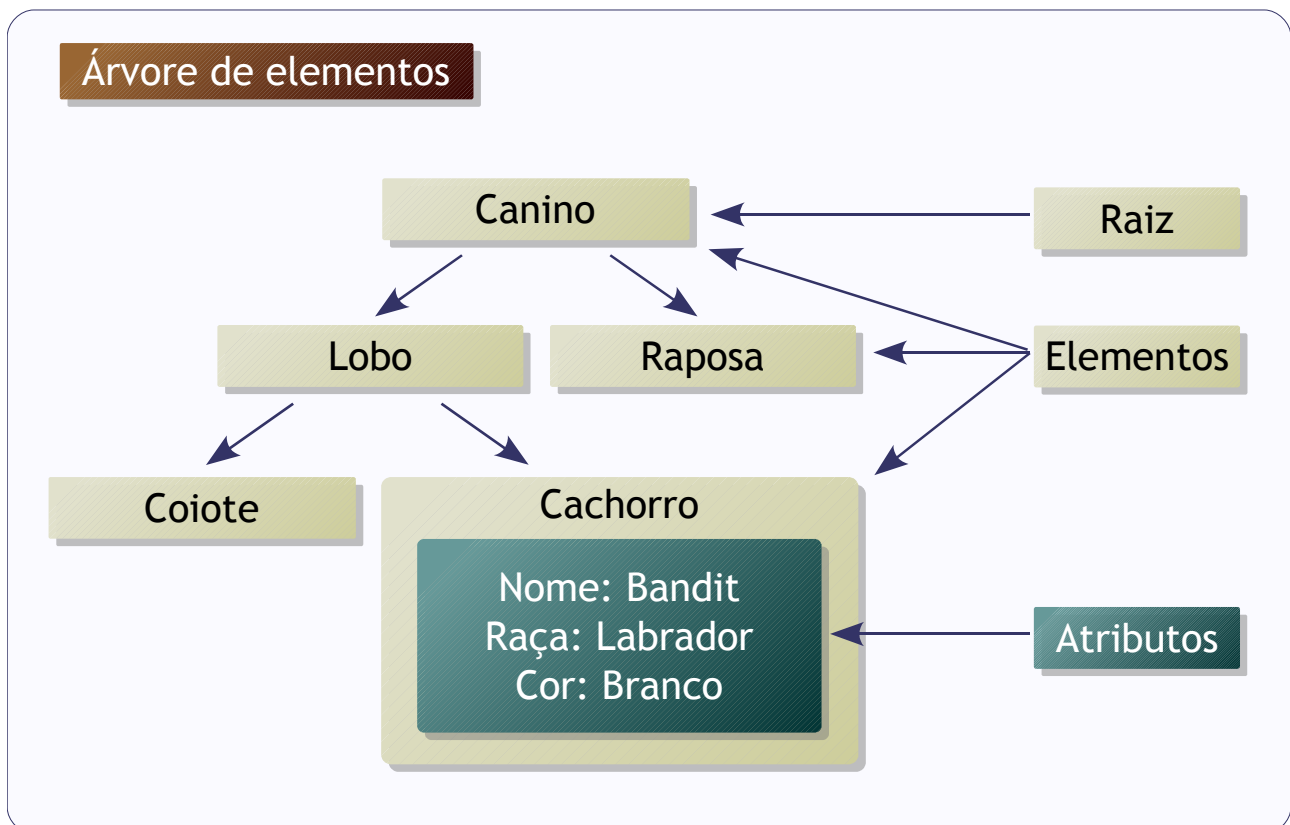 Árvore de elementos
Canino
Raiz
Lobo
Raposa
Elementos
Coiote
Cachorro
Nome: Bandit
Raça: Labrador
Cor: Branco
Atributos